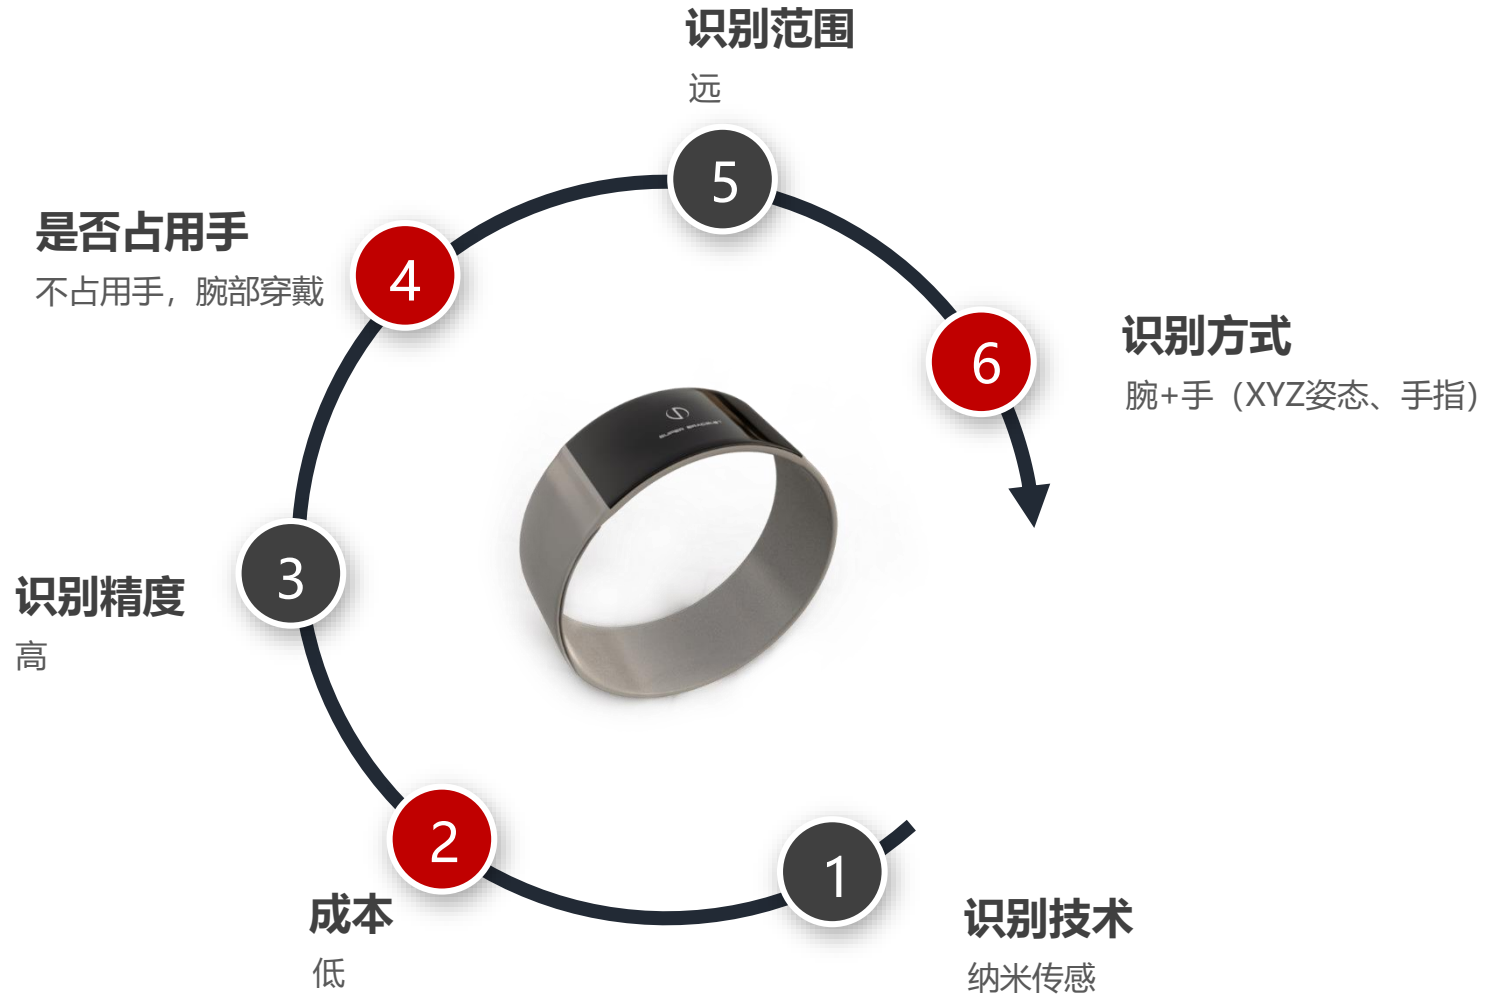 识别范围
远
5
是否占用手
不占用手，腕部穿戴
4
6
识别方式
腕+手（XYZ姿态、手指）
SUPER BRACELET
3
识别精度
高
2
成本
低
1
识别技术
纳米传感